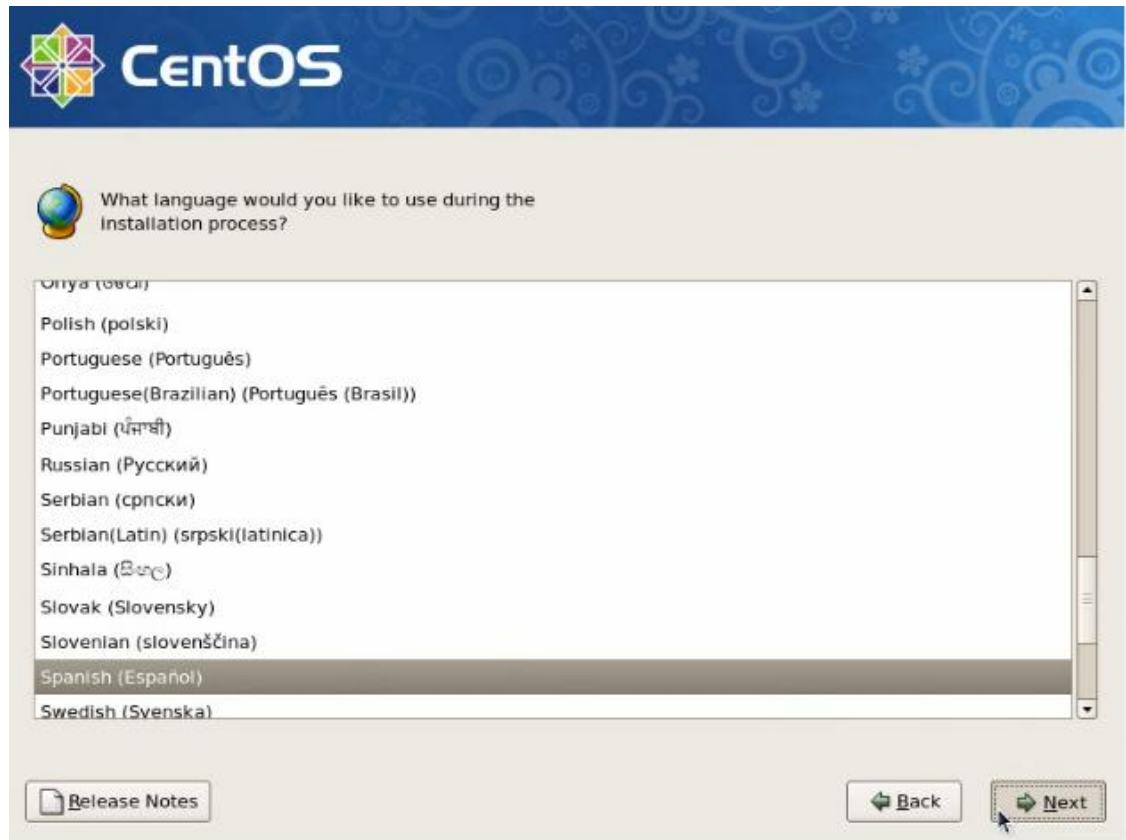 CentOS
What language would you like to use during the
installation process?
Polish (polski)
Portuguese (Português)
Portuguese(Brazilian) (Português (Brasil))
Punjabi (ਪੰਜਾਬੀ)
Russian (Русский)
Serbian (српски)
Serbian(Latin) (srpski(latinica))
Sinhala (සිංහල)
Slovak (Slovensky)
Slovenian (slovenščina)
Spanish (Español)
Swedish (Svenska)
Release Notes
Back
Next